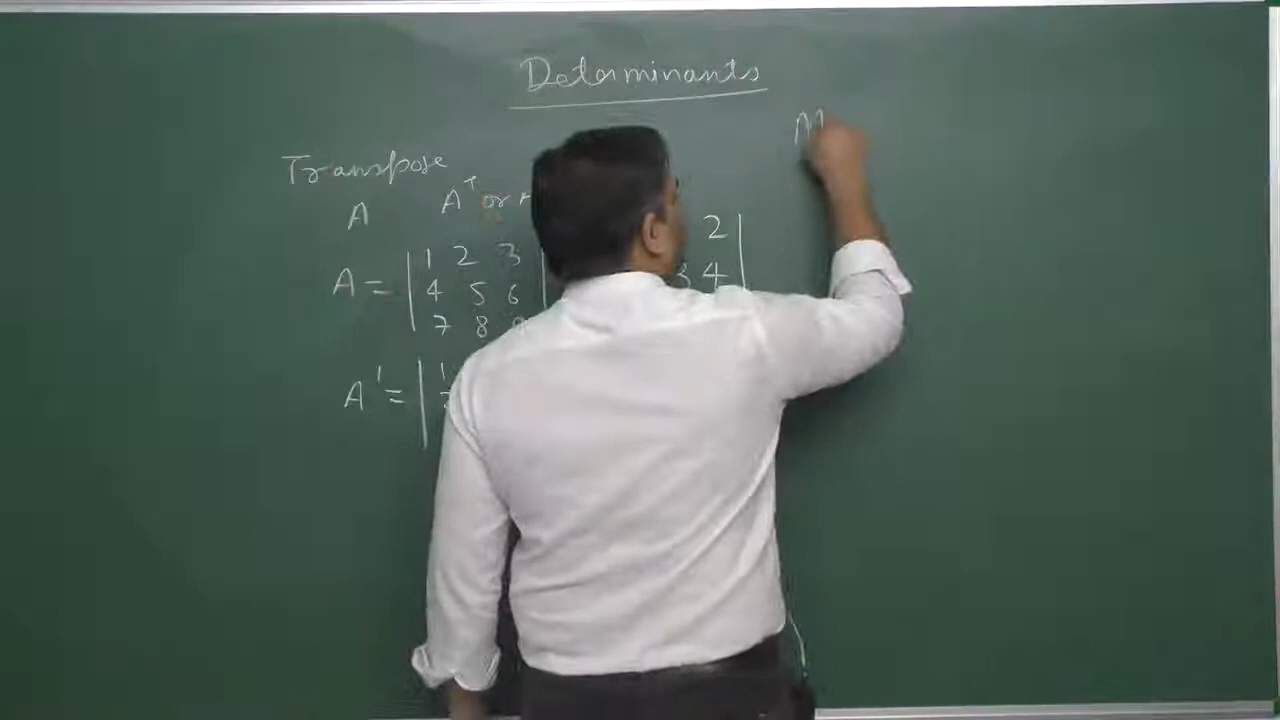 Determinants
M
Transpose
A A^T or
A = | 1 2 3 | 2 |
4 5 6 3 4
7 8 9
A' = | 1